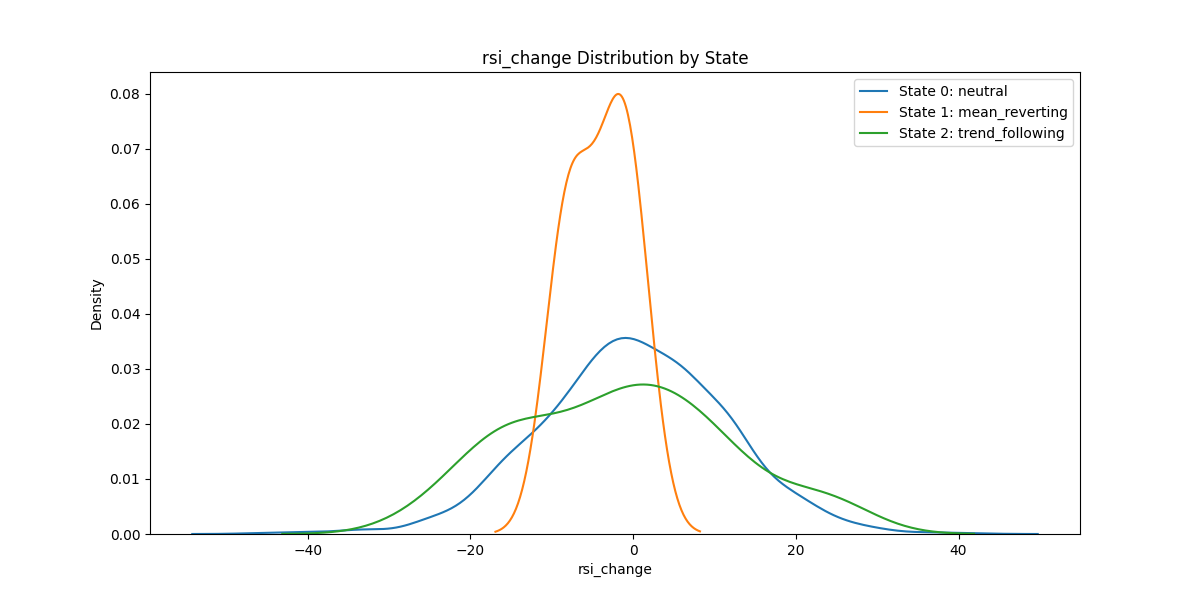 rsi_change Distribution by State
State 0: neutral
State 1: mean_reverting
State 2: trend_following
Density
0.08
0.07
0.06
0.05
0.04
0.03
0.02
0.01
0.00
−40
−20
0
20
40
rsi_change